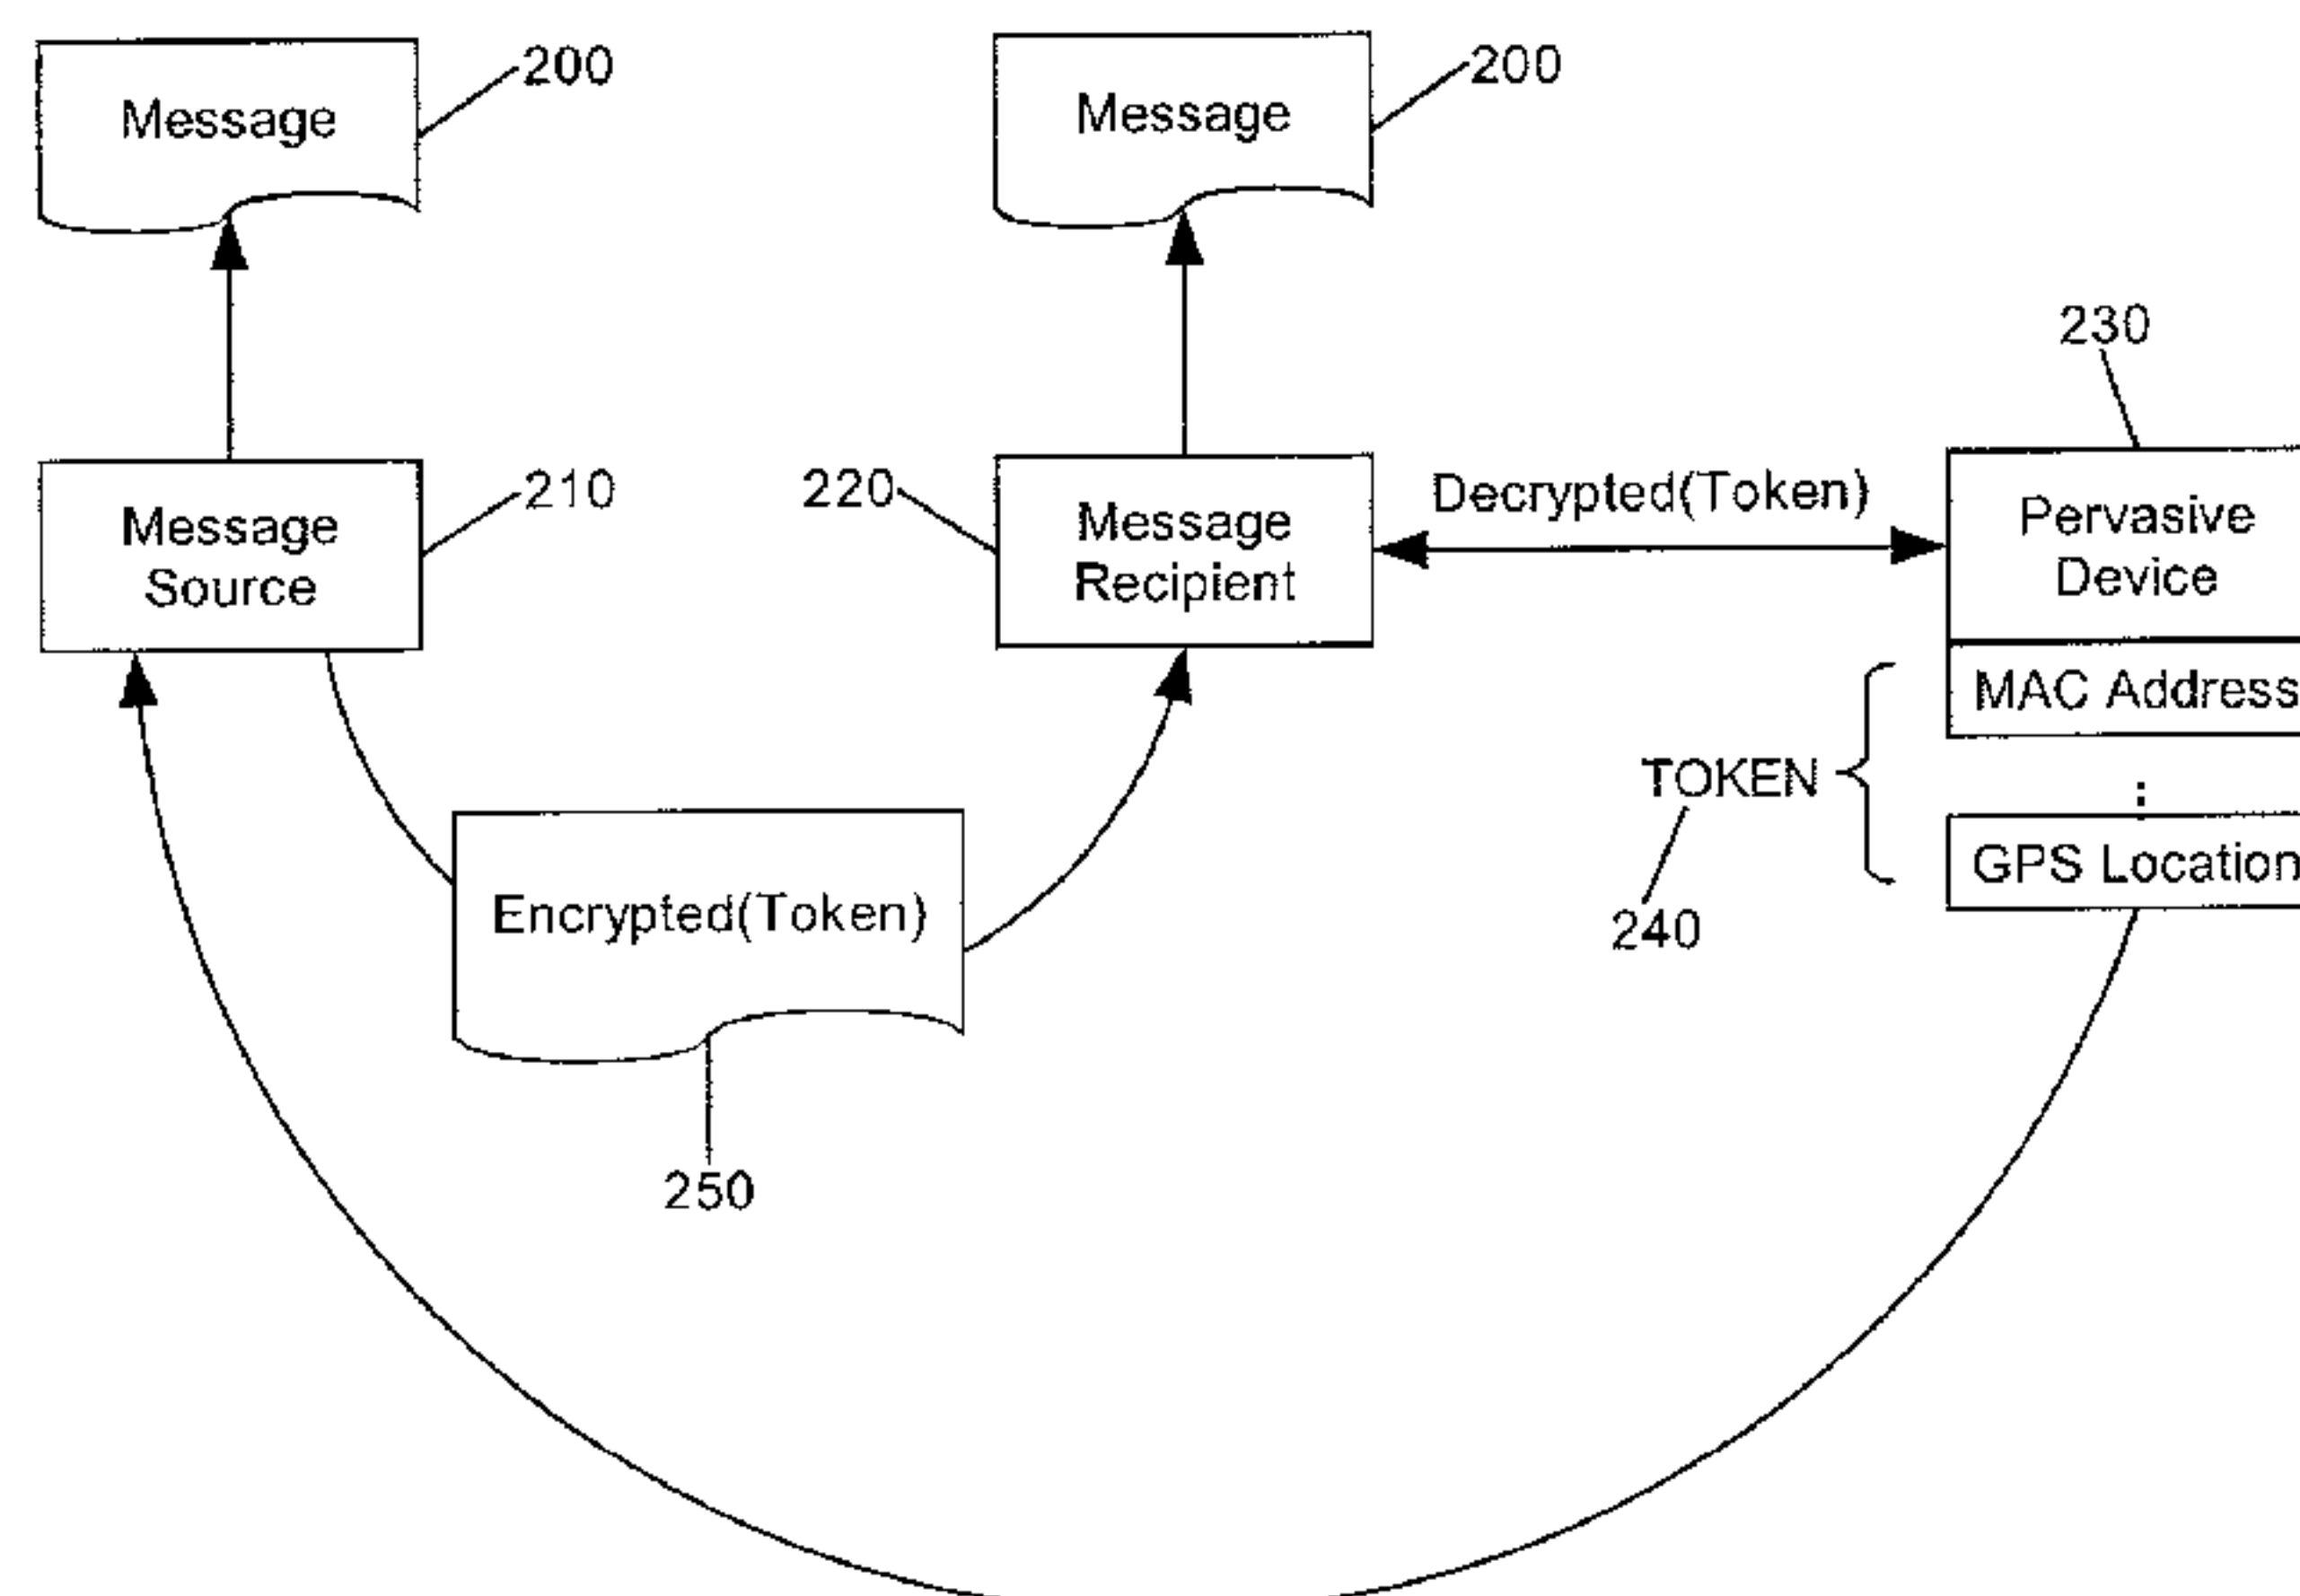 200
Message
200
Message
230
210
Message
Source
220
Message
Recipient
Decrypted(Token)
Pervasive
Device
MAC Address
TOKEN
:
GPS Location
240
Encrypted(Token)
250